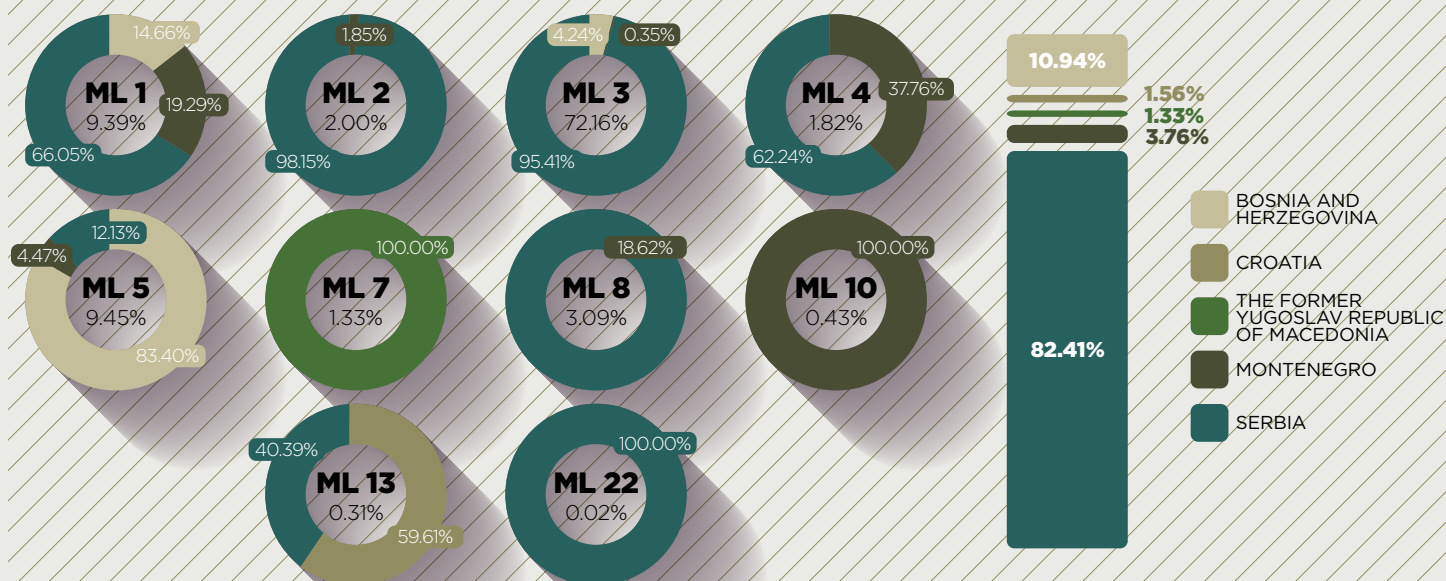 14.66%
ML 1
9.39%
19.29%
66.05%
1.85%
ML 2
2.00%
98.15%
4.24%
0.35%
ML 3
72.16%
95.41%
ML 4
1.82%
37.76%
62.24%
12.13%
4.47%
ML 5
9.45%
83.40%
100.00%
ML 7
1.33%
18.62%
ML 8
3.09%
100.00%
ML 10
0.43%
40.39%
ML 13
0.31%
59.61%
100.00%
ML 22
0.02%
10.94%
1.56%
1.33%
3.76%
82.41%
BOSNIA AND
HERZEGOVINA
CROATIA
THE FORMER
YUGOSLAV REPUBLIC
OF MACEDONIA
MONTENEGRO
SERBIA